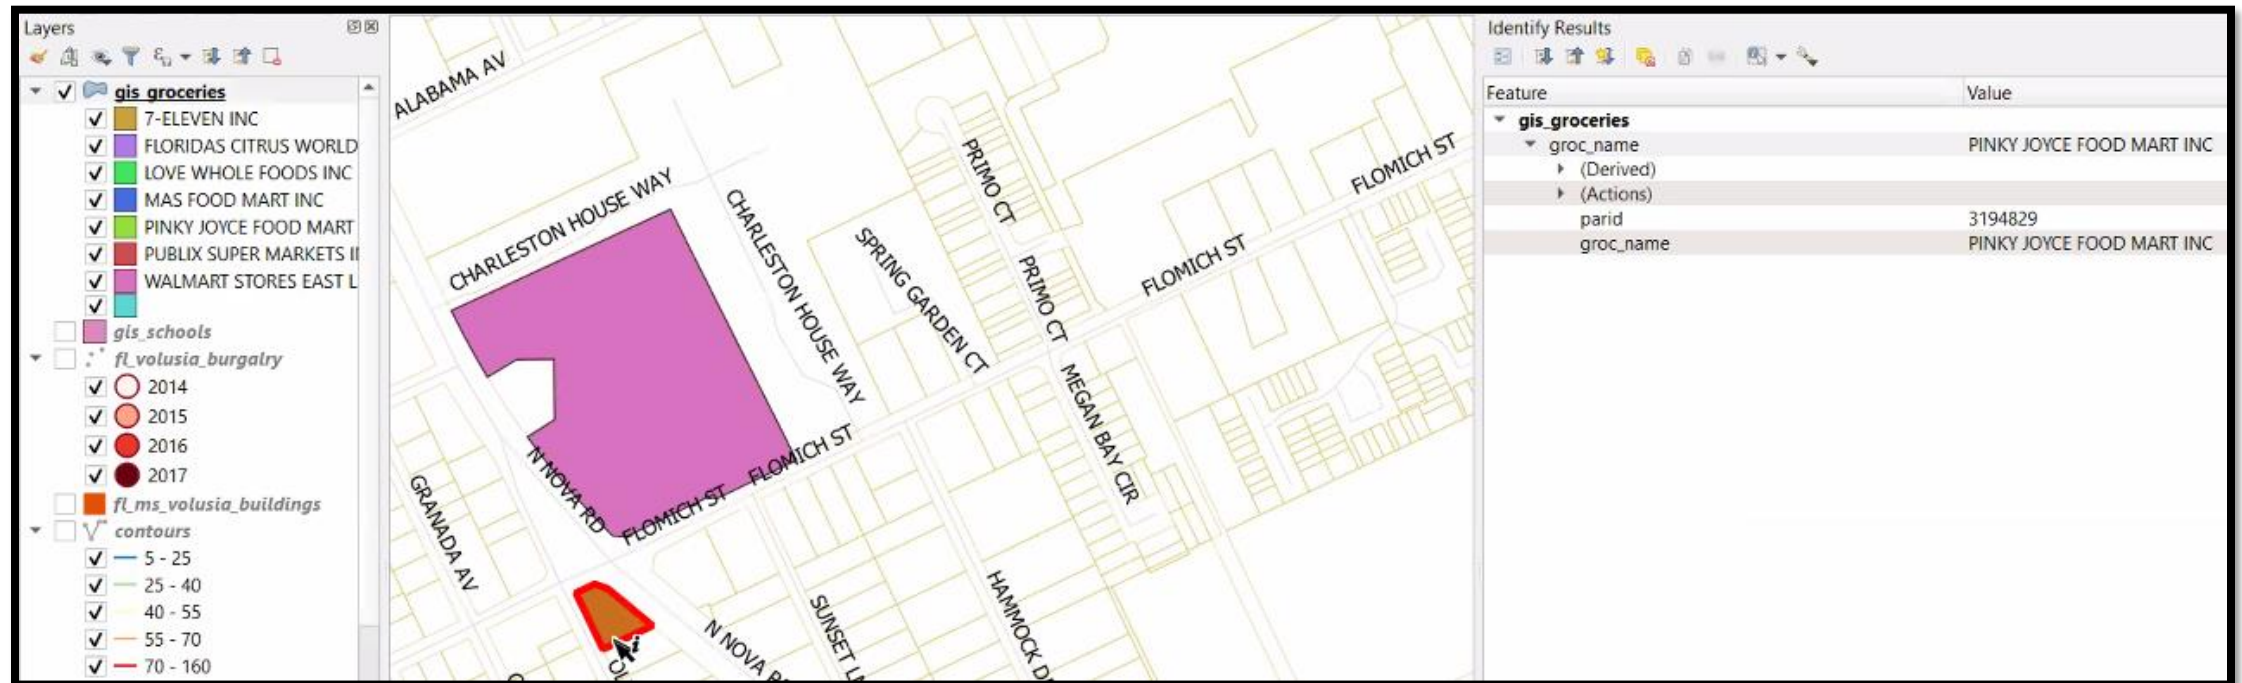 Layers
gis_groceries
7-ELEVEN INC
FLORIDAS CITRUS WORLD
LOVE WHOLE FOODS INC
MAS FOOD MART INC
PINKY JOYCE FOOD MART
PUBLIX SUPER MARKETS
WALMART STORES EAST L
gis_schools
fl_volusia_burgalry
2014
2015
2016
2017
fl_ms_volusia_buildings
contours
5 - 25
25 - 40
40 - 55
55 - 70
70 - 160
ALABAMA AV
CHARLESTON HOUSE WAY
CHARLESTON HOUSE WAY
SPRING GARDEN CT
PRIMO CT
PRIMO CT
FLOMICH ST
FLOMICH ST
MEGAN BAY CIR
FLOMICH ST
FLOMICH ST
N NOVA RD
GRANADA AV
N NOVA
SUNSET
HAMMOCK
Identify Results
Feature Value
gis_groceries
groc_name PINKY JOYCE FOOD MART INC
(Derived)
(Actions)
parid 3194829
groc_name PINKY JOYCE FOOD MART INC